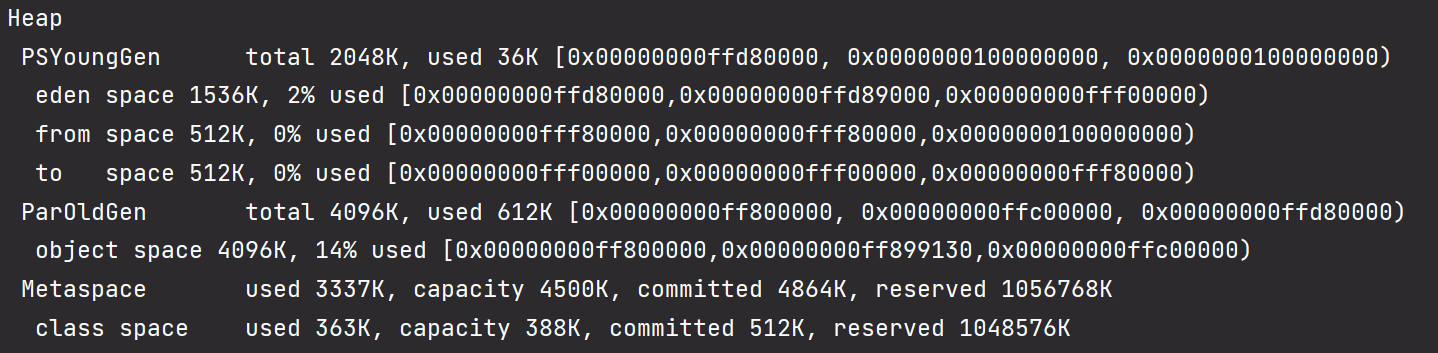 Heap
 PSYoungGen      total 2048K, used 36K [0x00000000ffd80000, 0x0000000100000000, 0x0000000100000000)
  eden space 1536K, 2% used [0x00000000ffd80000,0x00000000ffd89000,0x00000000fff00000)
  from space 512K, 0% used [0x00000000fff80000,0x00000000fff80000,0x0000000100000000)
  to   space 512K, 0% used [0x00000000fff00000,0x00000000fff00000,0x00000000fff80000)
 ParOldGen       total 4096K, used 612K [0x00000000ff800000, 0x00000000ffc00000, 0x00000000ffd80000)
  object space 4096K, 14% used [0x00000000ff800000,0x00000000ff899130,0x00000000ffc00000)
 Metaspace       used 3337K, capacity 4500K, committed 4864K, reserved 1056768K
  class space    used 363K, capacity 388K, committed 512K, reserved 1048576K